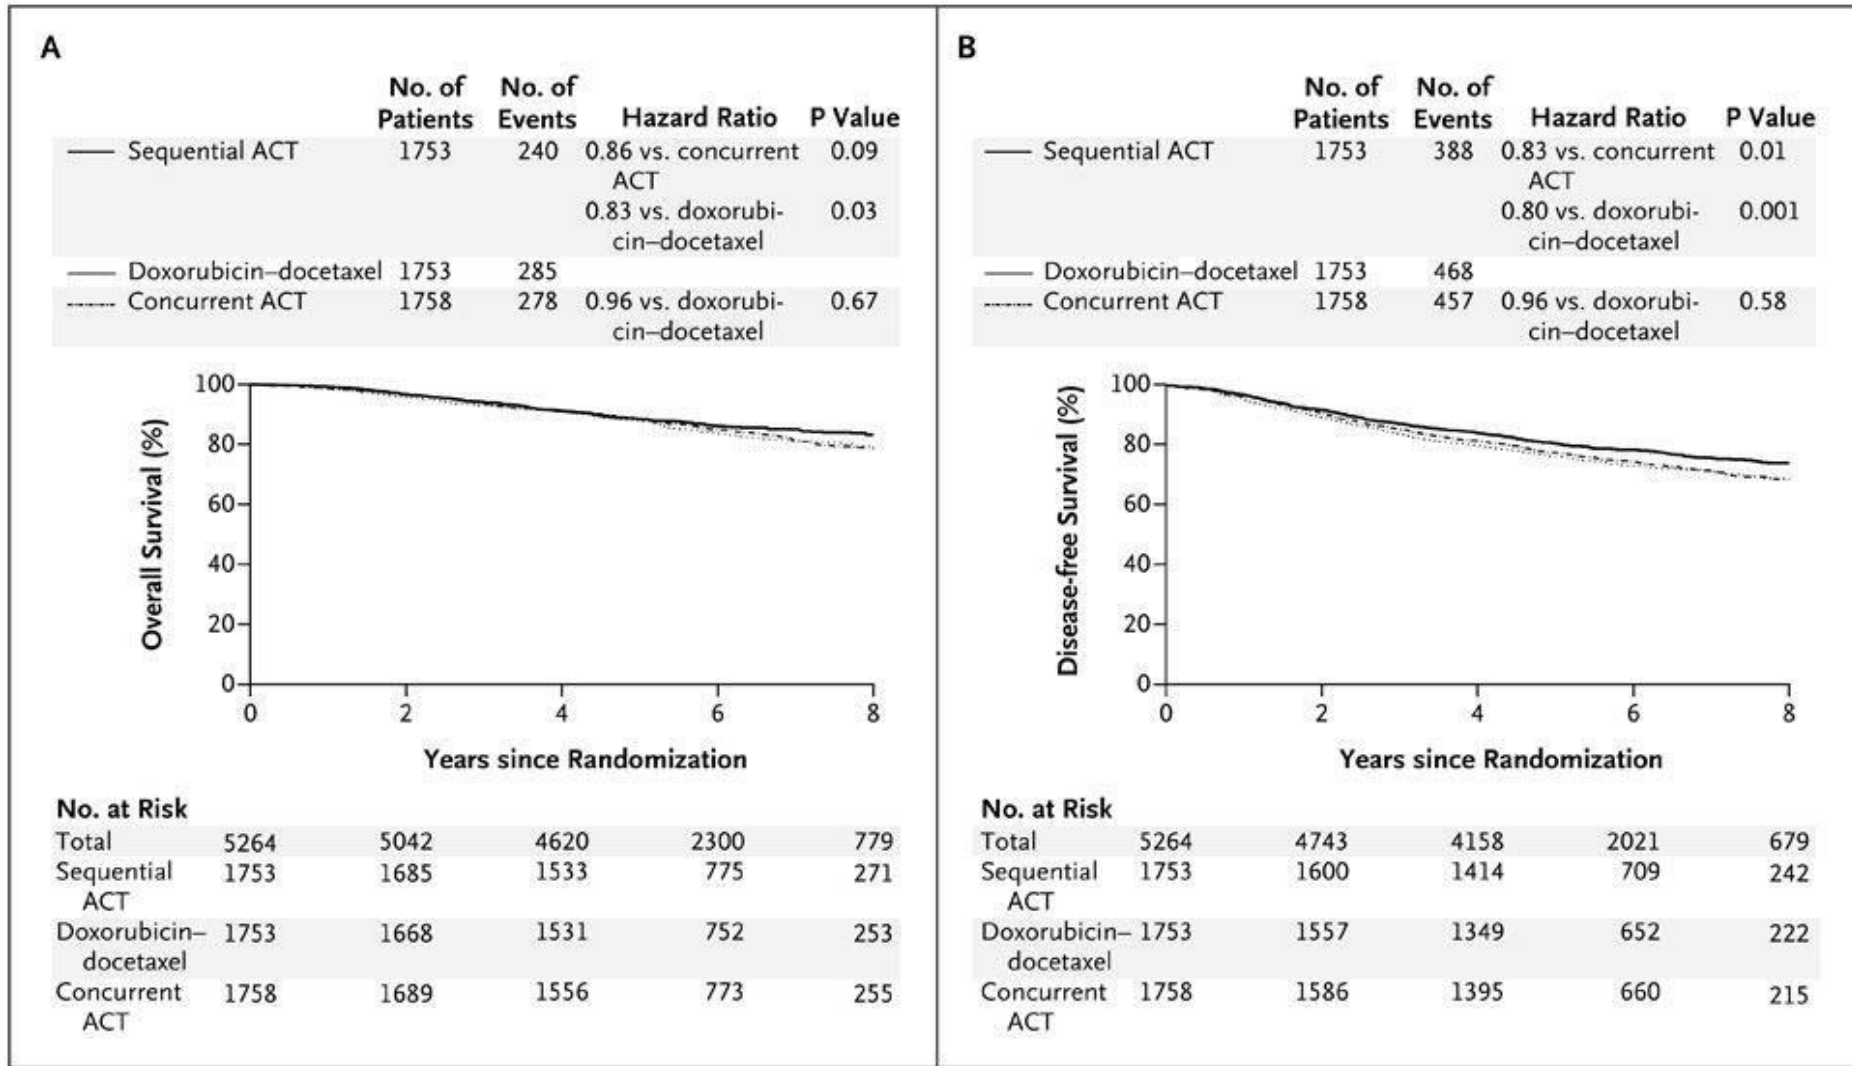 A
No. of No. of
Patients Events Hazard Ratio P Value
Sequential ACT 1753 240 0.86 vs. concurrent 0.09
ACT
0.83 vs. doxorubi- 0.03
cin–docetaxel
Doxorubicin–docetaxel 1753 285
Concurrent ACT 1758 278 0.96 vs. doxorubi- 0.67
cin–docetaxel
Overall Survival (%)
100
80
60
40
20
0
0 2 4 6 8
Years since Randomization
No. at Risk
Total 5264 5042 4620 2300 779
Sequential 1753 1685 1533 775 271
ACT
Doxorubicin– 1753 1668 1531 752 253
docetaxel
Concurrent 1758 1689 1556 773 255
ACT
B
No. of No. of
Patients Events Hazard Ratio P Value
Sequential ACT 1753 388 0.83 vs. concurrent 0.01
ACT
0.80 vs. doxorubi- 0.001
cin–docetaxel
Doxorubicin–docetaxel 1753 468
Concurrent ACT 1758 457 0.96 vs. doxorubi- 0.58
cin–docetaxel
Disease-free Survival (%)
100
80
60
40
20
0
0 2 4 6 8
Years since Randomization
No. at Risk
Total 5264 4743 4158 2021 679
Sequential 1753 1600 1414 709 242
ACT
Doxorubicin– 1753 1557 1349 652 222
docetaxel
Concurrent 1758 1586 1395 660 215
ACT